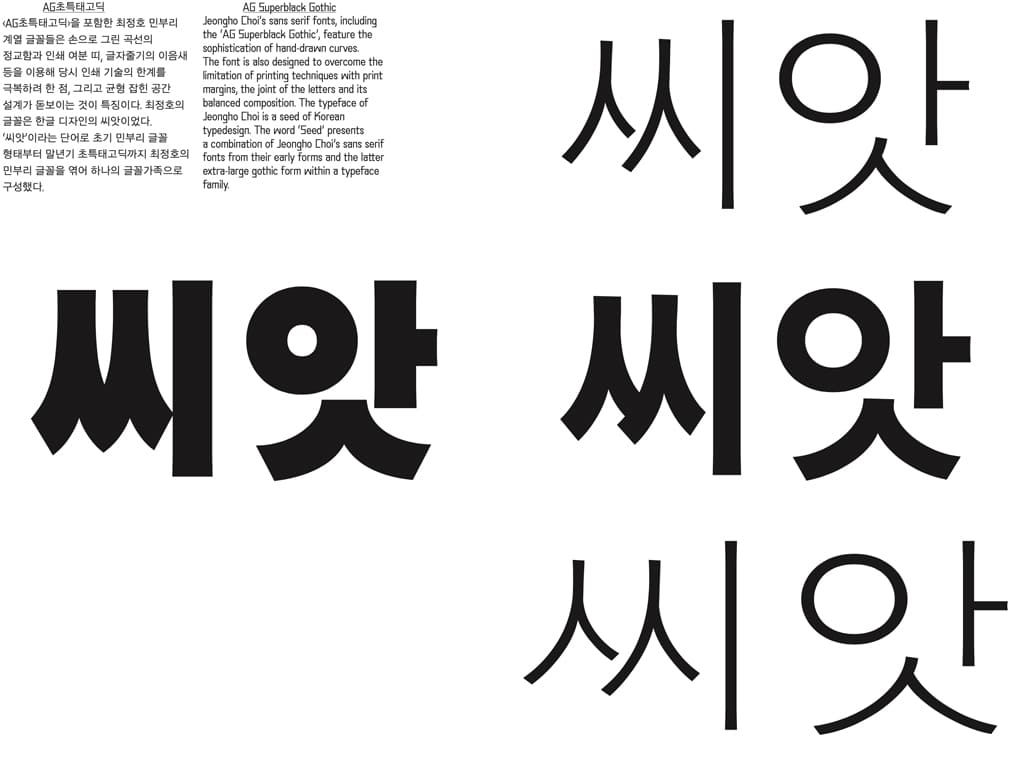 AG초특태고딕
‹AG초특태고딕›을 포함한 최정호 민부리
계열 글꼴들은 손으로 그린 곡선의
정교함과 인쇄 여분 띠, 글자줄기의 이음새
등을 이용해 당시 인쇄 기술의 한계를
극복하려 한 점, 그리고 균형 잡힌 공간
설계가 돋보이는 것이 특징이다. 최정호의
글꼴은 한글 디자인의 씨앗이었다.
‘씨앗’이라는 단어로 초기 민부리 글꼴
형태부터 말년기 초특태고딕까지 최정호의
민부리 글꼴을 엮어 하나의 글꼴가족으로
구성했다.
AG Superblack Gothic
Jeongho Choi’s sans serif fonts, including
the ‘AG Superblack Gothic’, feature the
sophistication of hand-drawn curves.
The font is also designed to overcome the
limitation of printing techniques with print
margins, the joint of the letters and its
balanced composition. The typeface of
Jeongho Choi is a seed of Korean
typedesign. The word ‘Seed’ presents
a combination of Jeongho Choi’s sans serif
fonts from their early forms and the latter
extra-large gothic form within a typeface
family.
씨앗
씨앗
씨앗
씨앗